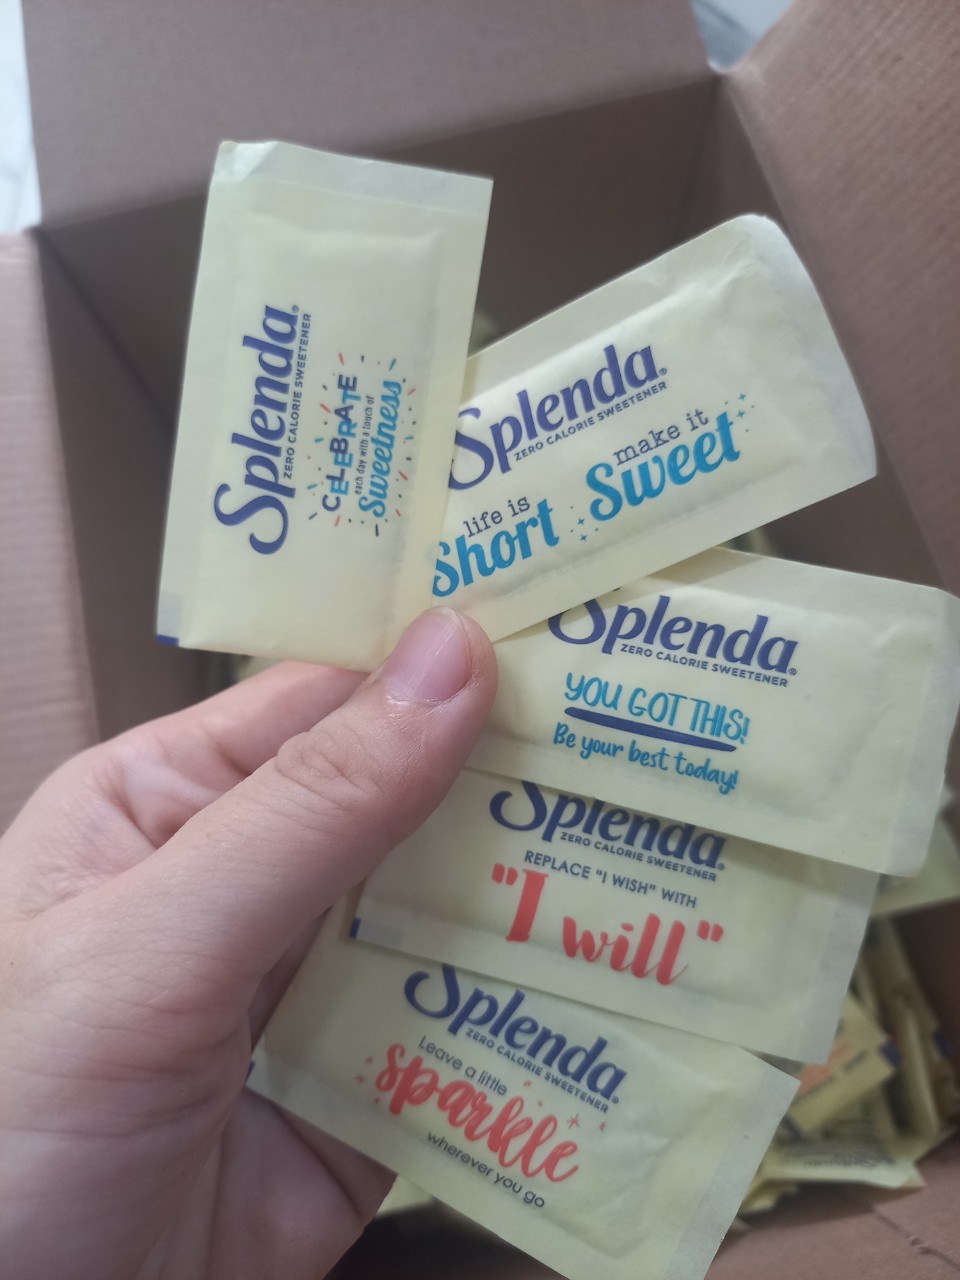 Splenda®
ZERO CALORIE SWEETENER
CELEBRATE
each day with a touch of
Sweetness
Splenda®
ZERO CALORIE SWEETENER
life is
Short
make it
Sweet
Splenda®
ZERO CALORIE SWEETENER
YOU GOT THIS!
Be your best today!
Splenda®
ZERO CALORIE SWEETENER
REPLACE "I WISH" WITH
"I will"
Splenda®
ZERO CALORIE SWEETENER
Leave a little
sparkle
wherever you go